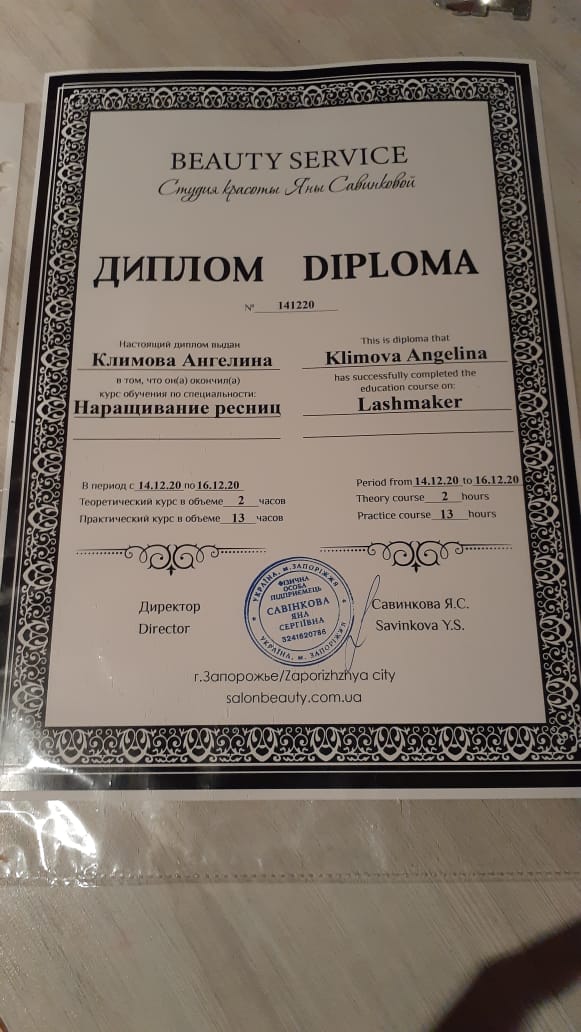 BEAUTY SERVICE
Студия красоты Яны Савинковой
ДИПЛОМ DIPLOMA
№ 141220
Настоящий диплом выдан
Климова Ангелина
в том, что он(а) окончил(а)
курс обучения по специальности:
Наращивание ресниц
This is diploma that
Klimova Angelina
has successfully completed the
education course on:
Lashmaker
В период с 14.12.20 по 16.12.20
Теоретический курс в объеме 2 часов
Практический курс в объеме 13 часов
Period from 14.12.20 to 16.12.20
Theory course 2 hours
Practice course 13 hours
Директор
Director
УКРАЇНА, м. ЗАПОРІЖЖЯ
ФІЗИЧНА
ОСОБА
ПІДПРИЄМЕЦЬ
САВІНКОВА
ЯНА
СЕРГІЇВНА
3241620786
УКРАЇНА, м. ЗАПОРІЖЖЯ
Савинкова Я.С.
Savinkova Y.S.
г.Запорожье/Zaporizhzhya city
salonbeauty.com.ua